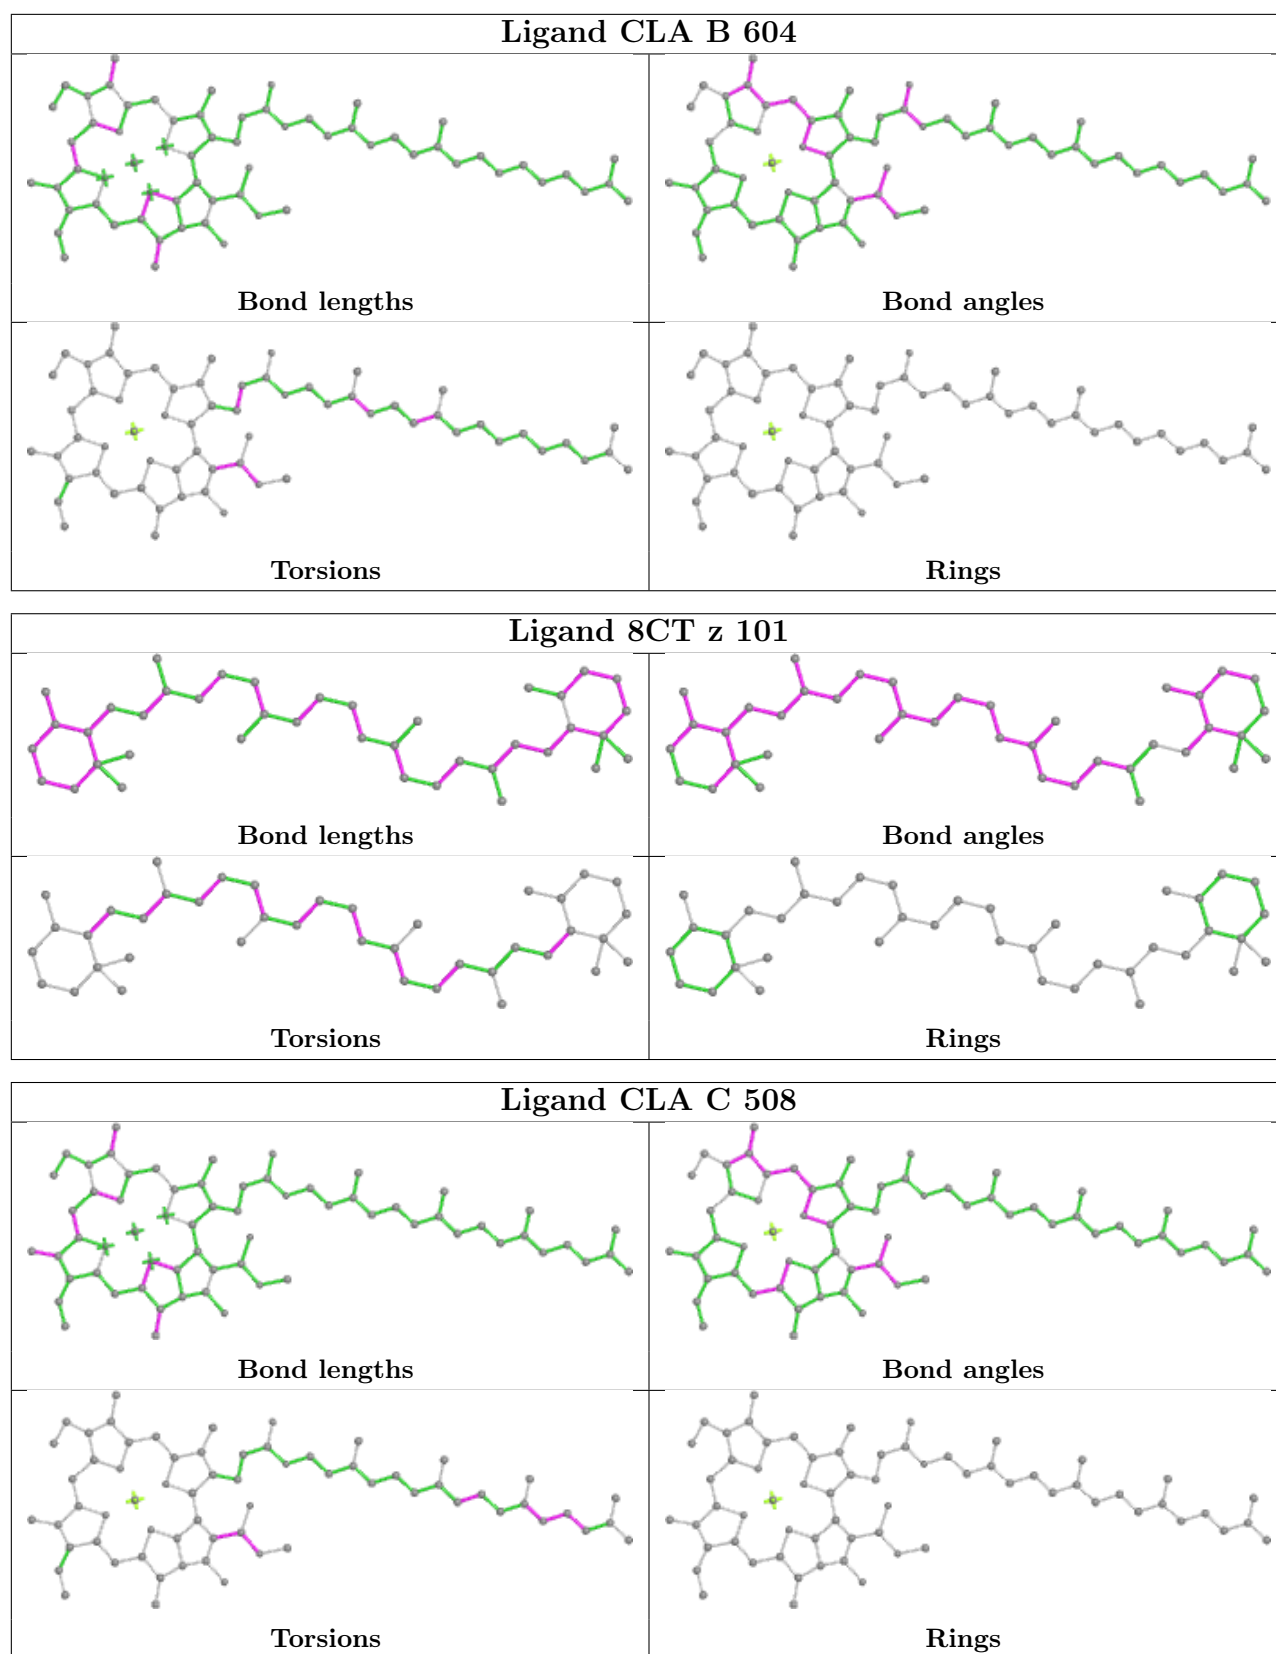 Ligand CLA B 604
Bond lengths
Bond angles
Torsions
Rings
Ligand 8CT z 101
Bond lengths
Bond angles
Torsions
Rings
Ligand CLA C 508
Bond lengths
Bond angles
Torsions
Rings